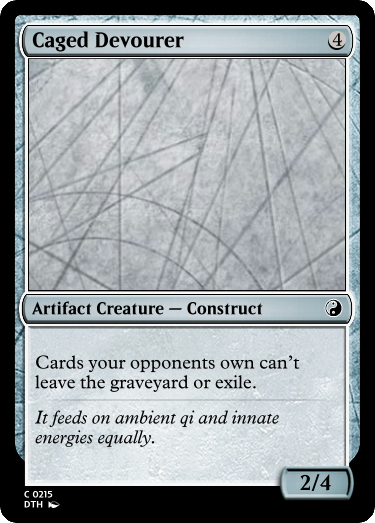 Caged Devourer 4
Artifact Creature — Construct
Cards your opponents own can't
leave the graveyard or exile.
It feeds on ambient qi and innate
energies equally.
2/4
C 0215
DTH